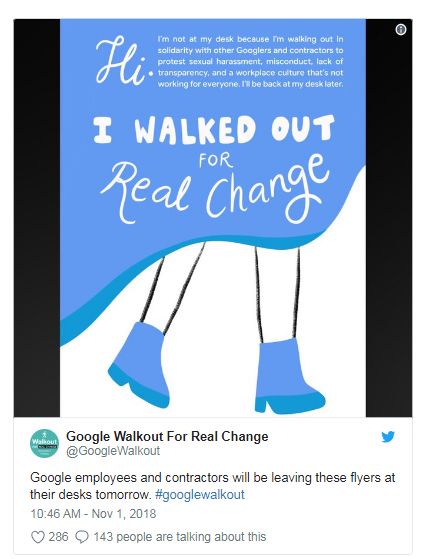 Hi.
I'm not at my desk because I'm walking out in
solidarity with other Googlers and contractors to
protest sexual harassment, misconduct, lack of
transparency, and a workplace culture that's not
working for everyone. I'll be back at my desk later.
I WALKED OUT
FOR
Real Change
Walkout
Google Walkout For Real Change
@GoogleWalkout
Google employees and contractors will be leaving these flyers at
their desks tomorrow. #googlewalkout
10:46 AM - Nov 1, 2018
286 143 people are talking about this